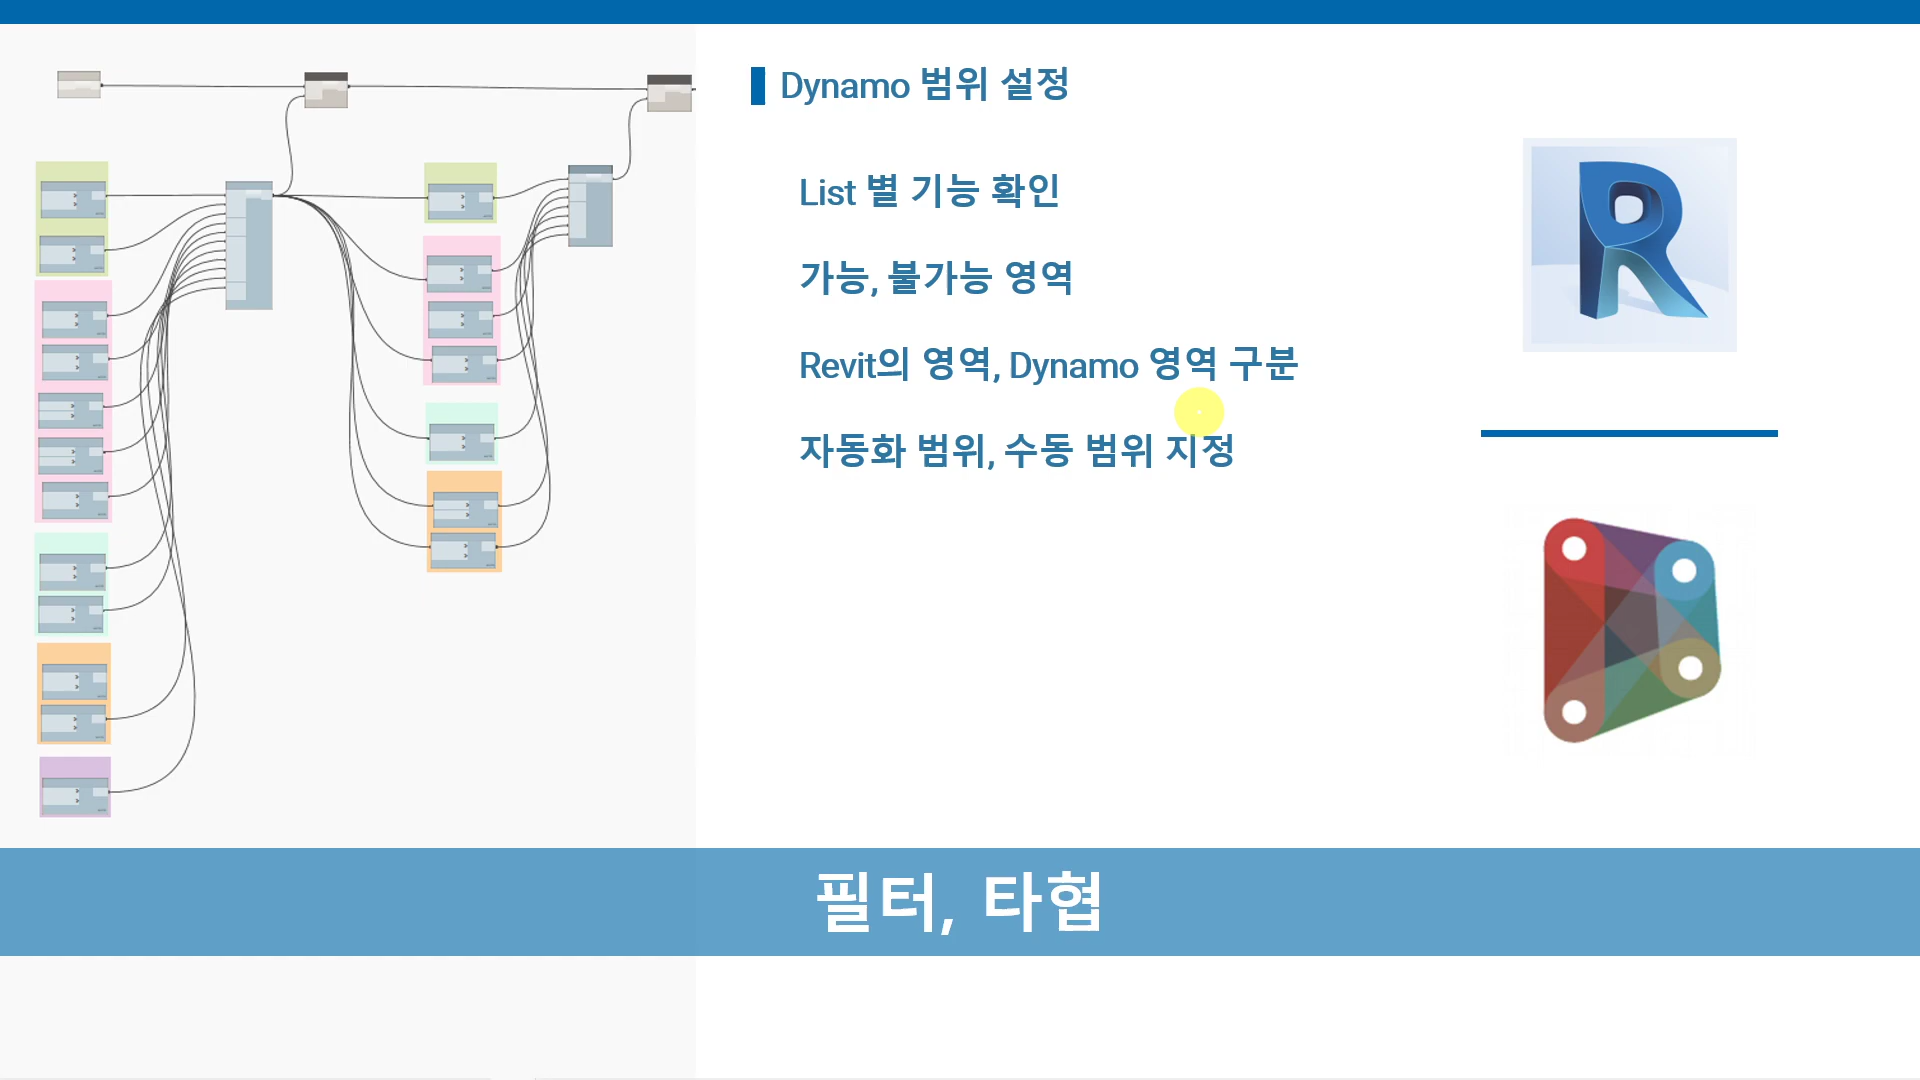 Dynamo 범위 설정
List 별 기능 확인
가능, 불가능 영역
Revit의 영역, Dynamo 영역 구분
자동화 범위, 수동 범위 지정
필터, 타협